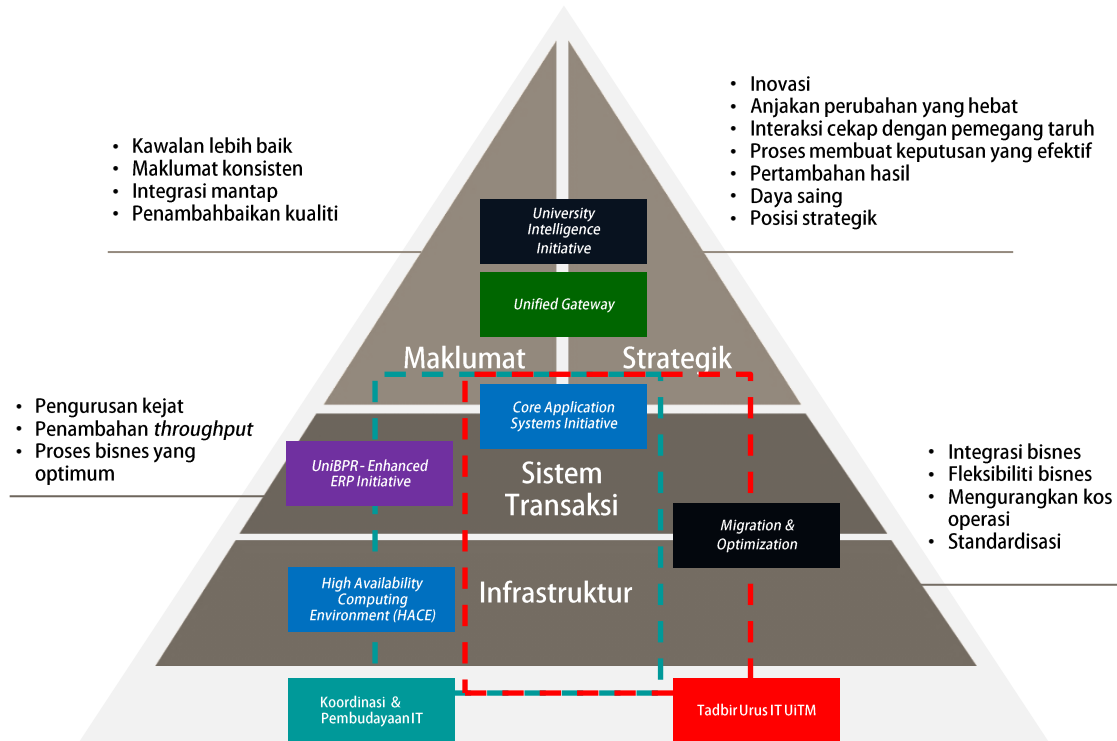 • Inovasi
• Anjakan perubahan yang hebat
• Interaksi cekap dengan pemegang taruh
• Proses membuat keputusan yang efektif
• Pertambahan hasil
• Daya saing
• Posisi strategik
• Kawalan lebih baik
• Maklumat konsisten
• Integrasi mantap
• Penambahbaikan kualiti
University
Intelligence
Initiative
Unified Gateway
Maklumat
Strategik
Core Application
Systems Initiative
• Pengurusan kejat
• Penambahan throughput
• Proses bisnes yang
optimum
UniBPR - Enhanced
ERP Initiative
Sistem
Transaksi
• Integrasi bisnes
• Fleksibiliti bisnes
• Mengurangkan kos
operasi
• Standardisasi
Migration &
Optimization
High Availability
Computing
Environment (HACE)
Infrastruktur
Koordinasi &
Pembudayaan IT
Tadbir Urus IT UiTM